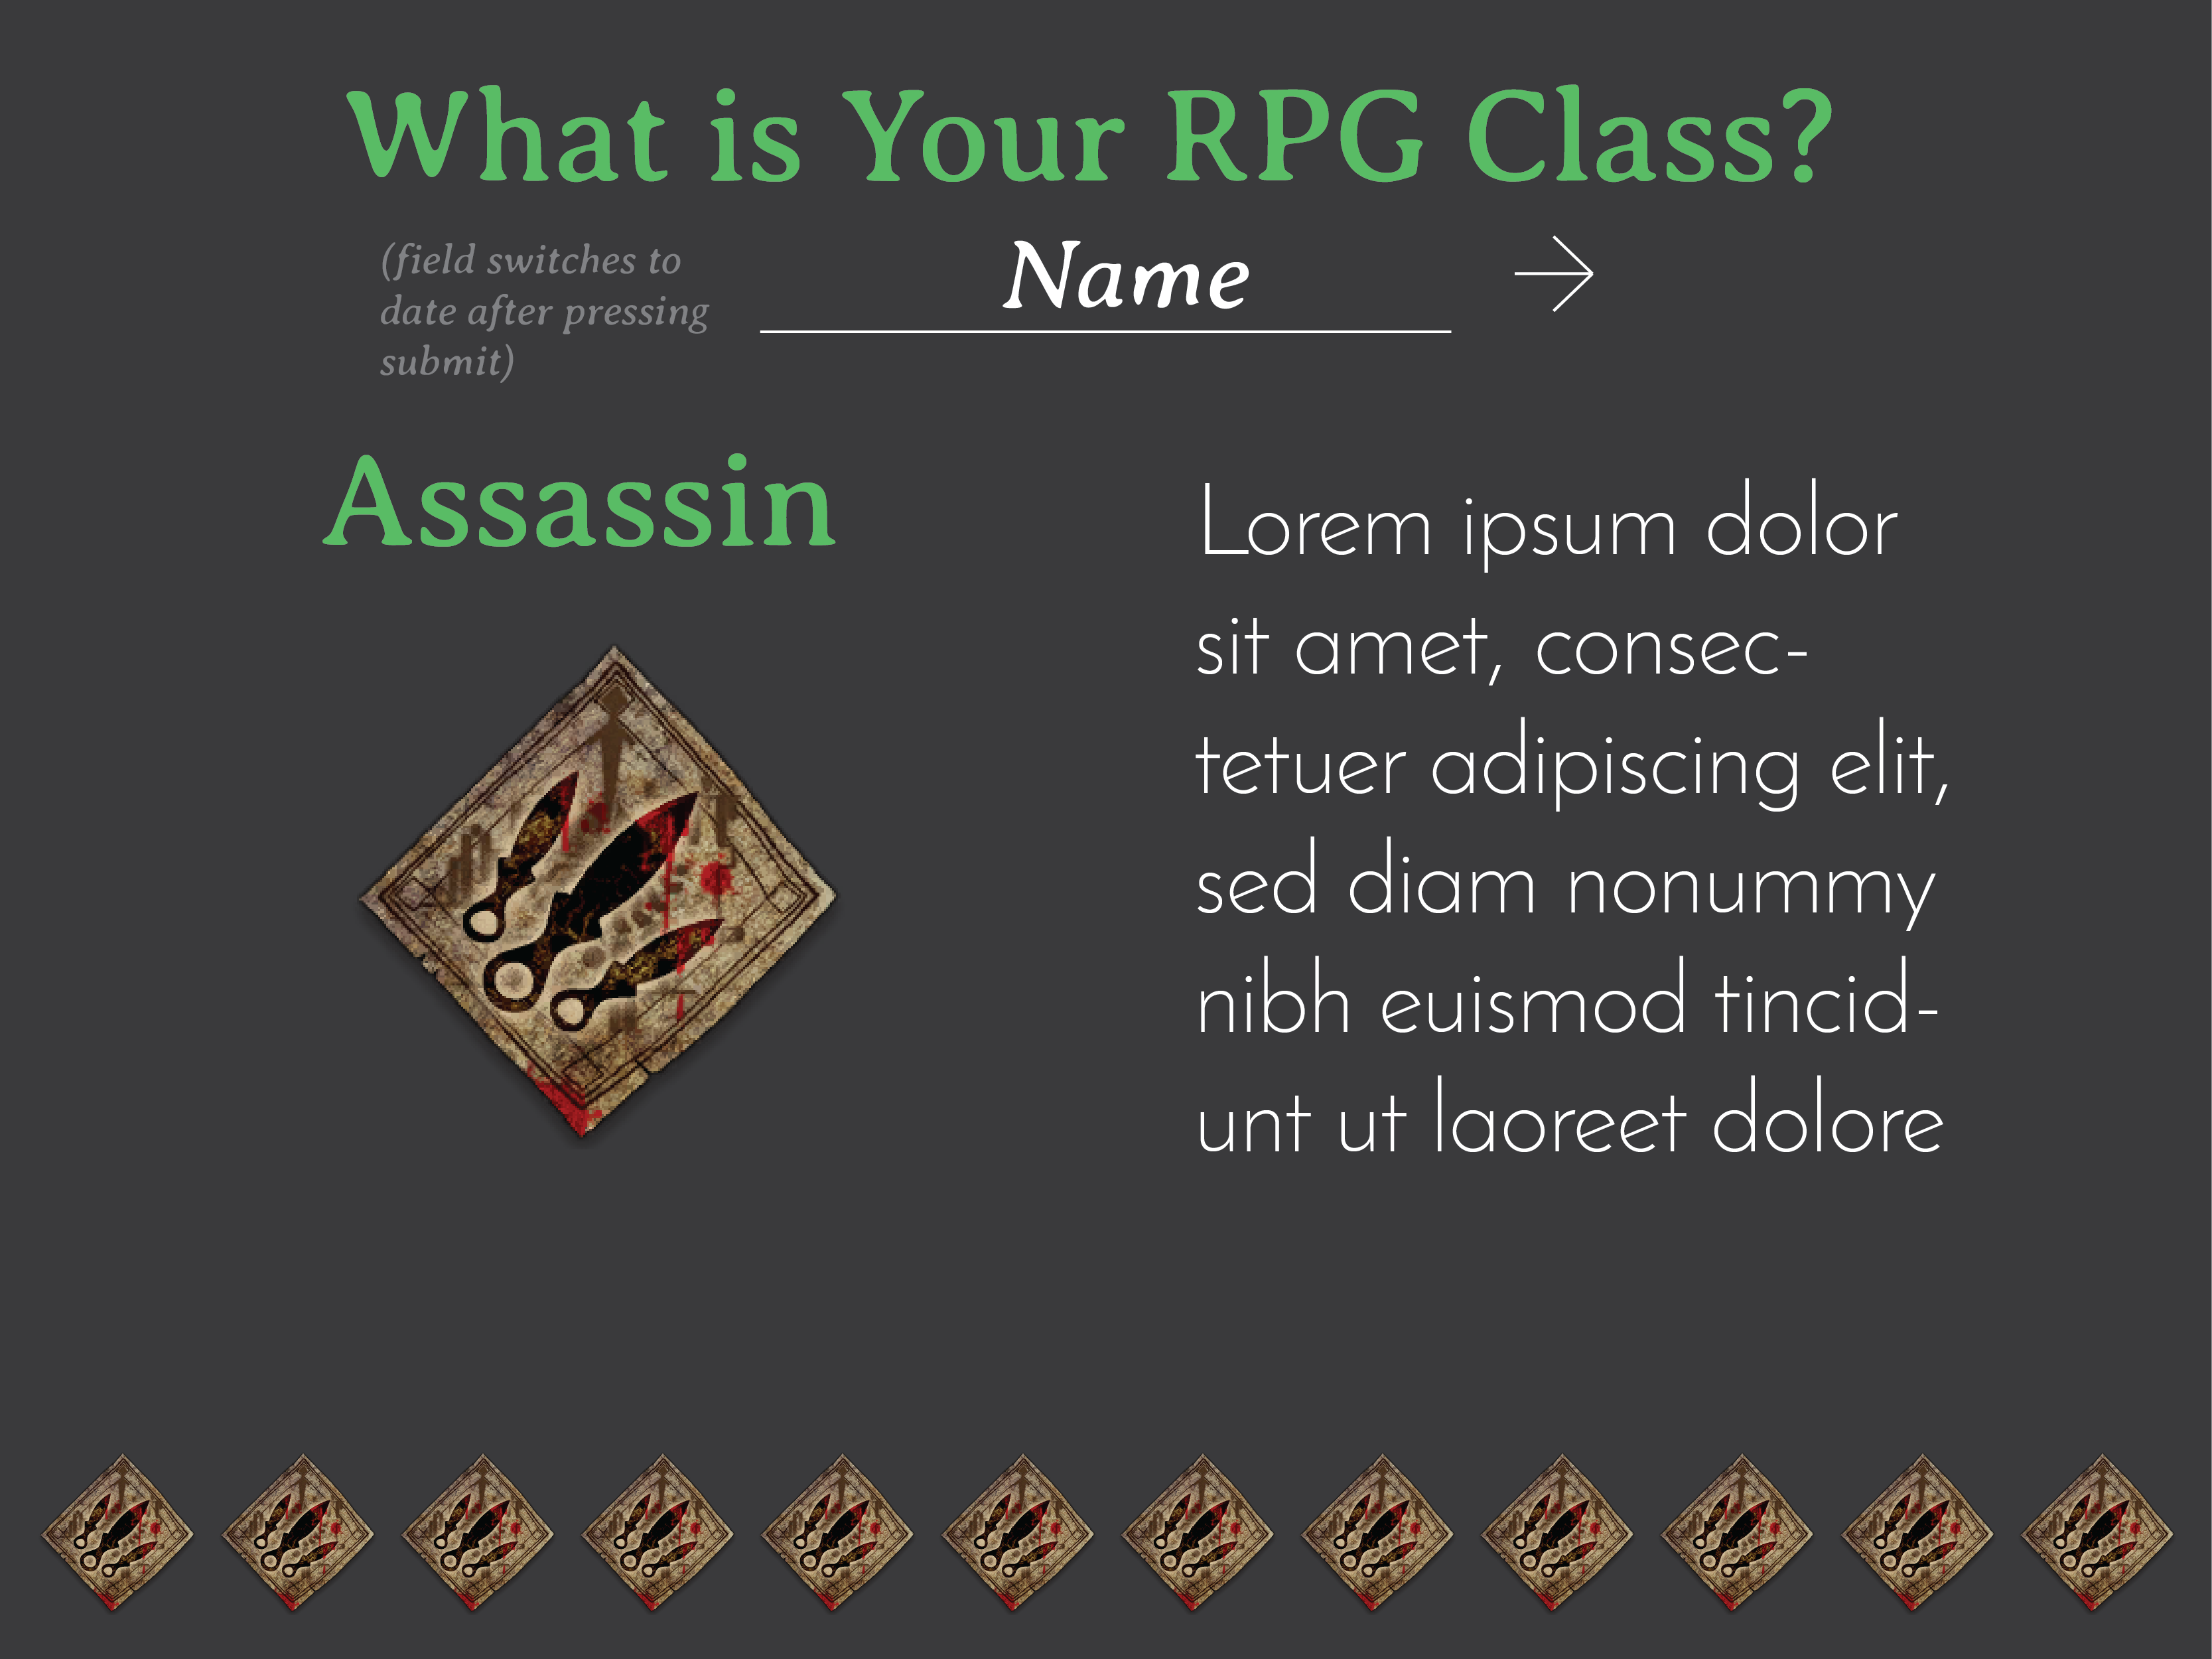 What is Your RPG Class?
(field switches to
date after pressing
submit)
Name
Assassin
Lorem ipsum dolor
sit amet, consec-
tetuer adipiscing elit,
sed diam nonummy
nibh euismod tincid-
unt ut laoreet dolore